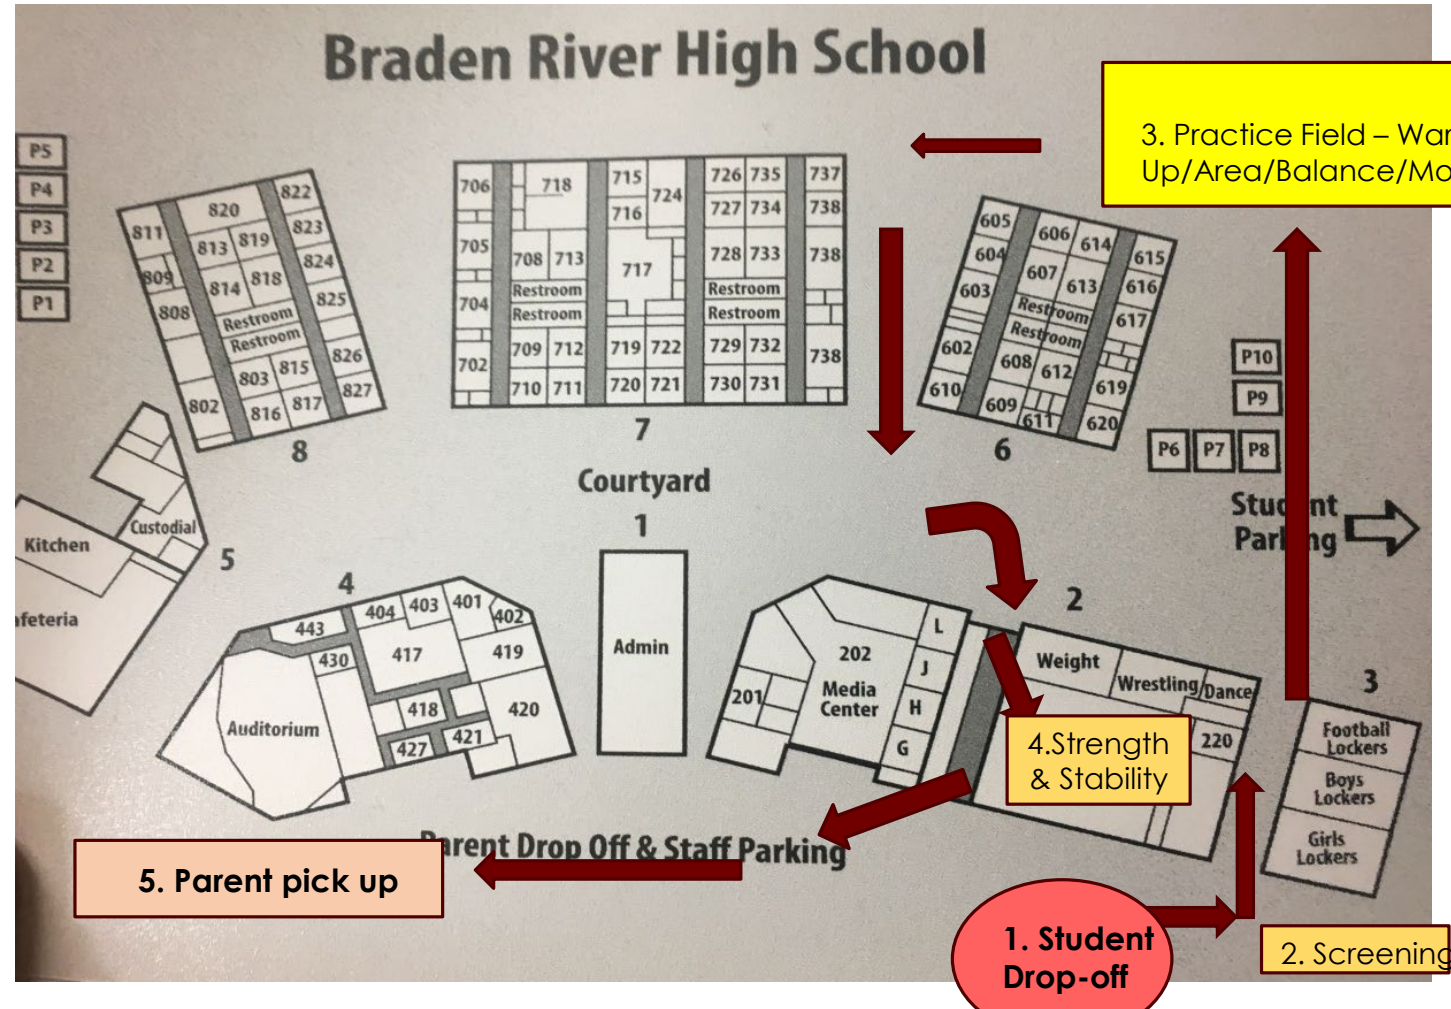 Braden River High School
3. Practice Field – War
Up/Area/Balance/Mo
P5
P4
P3
P2
P1
811
809
808
802
820
813
819
814
818
Restroom
Restroom
803
815
816
817
822
823
824
825
826
827
8
706
705
704
702
718
708
713
Restroom
Restroom
709
712
710
711
715
716
724
717
719
722
720
721
726
735
727
734
728
733
Restroom
Restroom
729
732
730
731
737
738
738
738
7
605
604
603
602
610
606
614
607
613
Restroom
Restroom
608
612
609
611
615
616
617
619
620
6
P10
P9
P6
P7
P8
Courtyard
Student
Parking
Custodial
Kitchen
afeteria
5
4
443
404
403
401
402
430
417
419
418
420
421
427
Auditorium
1
Admin
201
202
Media
Center
L
J
H
G
2
Weight
Wrestling
Dance
220
4.Strength
& Stability
3
Football
Lockers
Boys
Lockers
Girls
Lockers
Parent Drop Off & Staff Parking
5. Parent pick up
1. Student
Drop-off
2. Screening